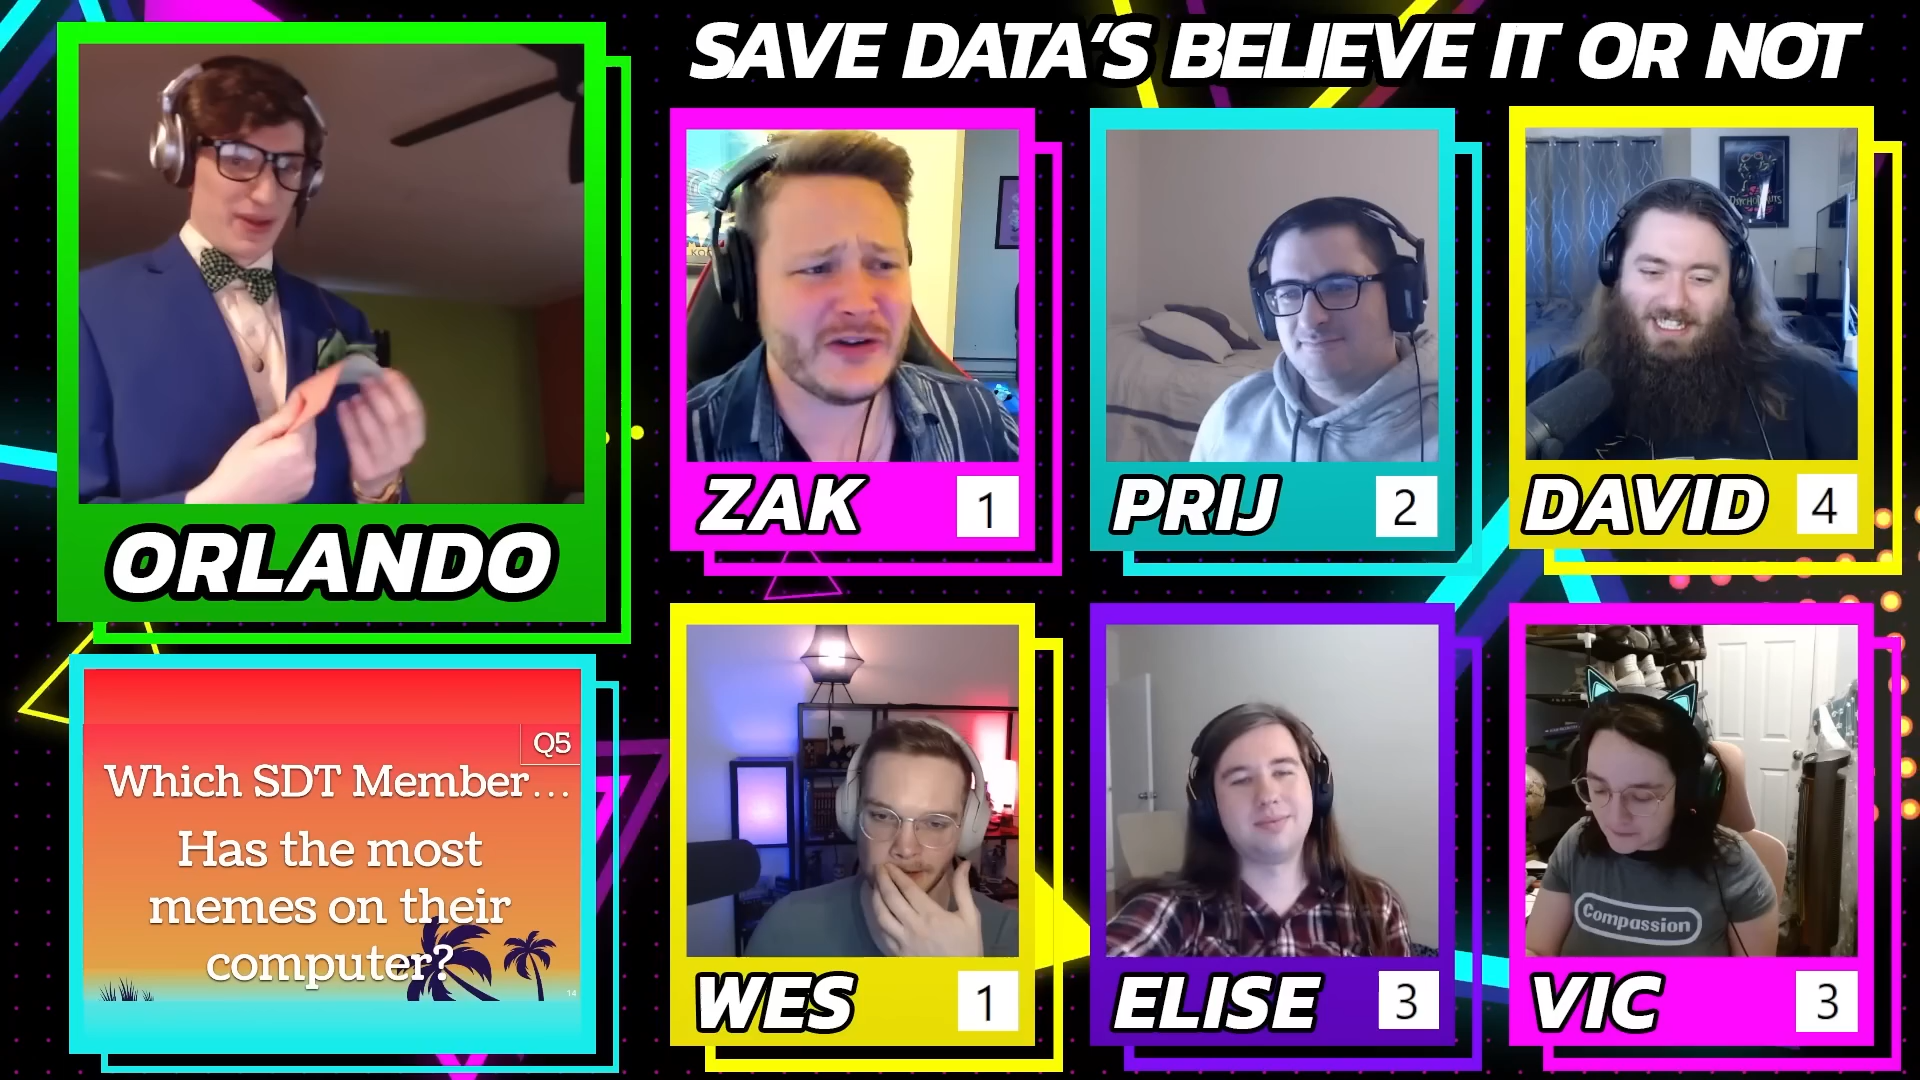 SAVE DATA'S BELIEVE IT OR NOT
ORLANDO
ZAK 1
PRIJ 2
DAVID 4
Q5
Which SDT Member...
Has the most
memes on their
computer?
14
WES 1
ELISE 3
VIC 3
Compassion